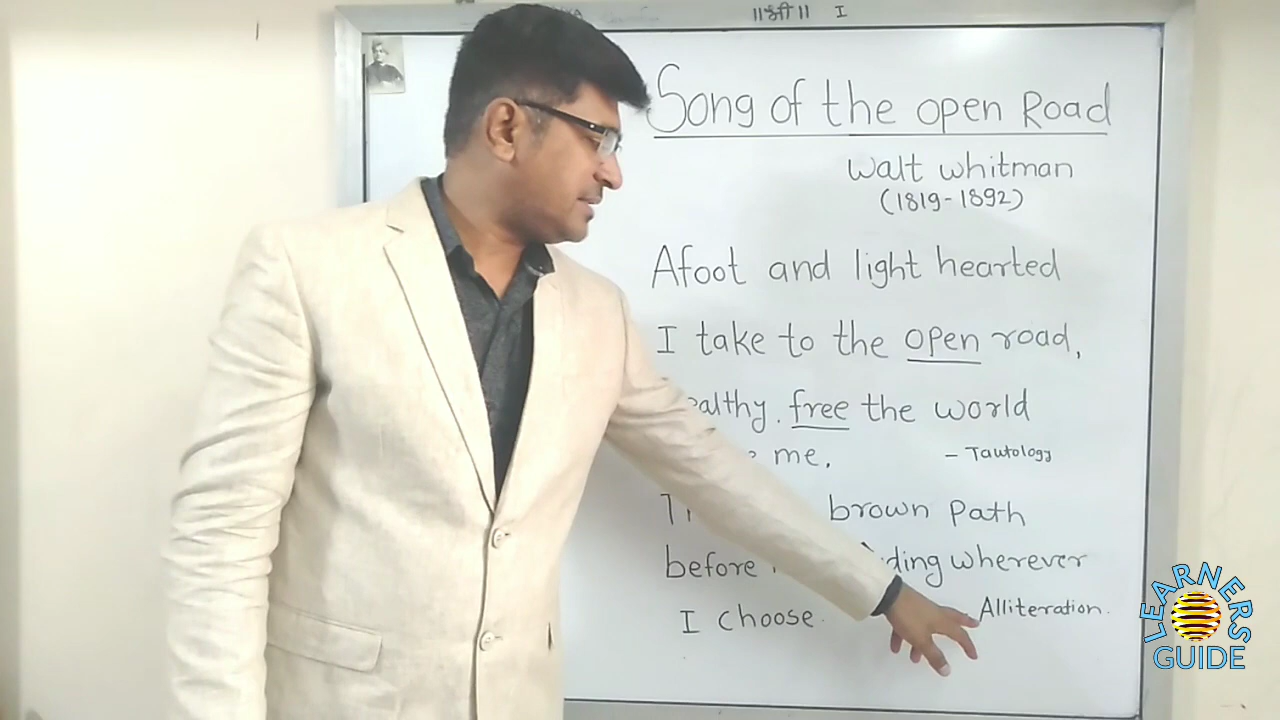 ॥श्री॥ I
Song of the open Road
Walt whitman
(1819-1892)
Afoot and light hearted
I take to the open road,
free the world
me, - Tautology
brown path
before wherever
I choose. Alliteration.
LEARNERS
GUIDE